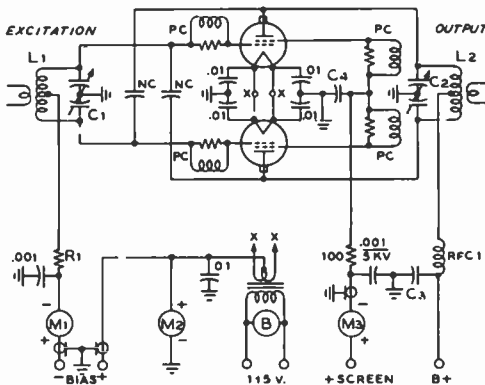 EXCITATION
OUTPUT
PC
L1
L2
NC
NC
.01
.01
C4
PC
C1
X
X
C2
.01
.01
PC
PC
X
X
.001
R1
.01
100
.001
5KV
RFC1
C3
M1
M2
B
M3
- BIAS +
115 V.
+ SCREEN
B+